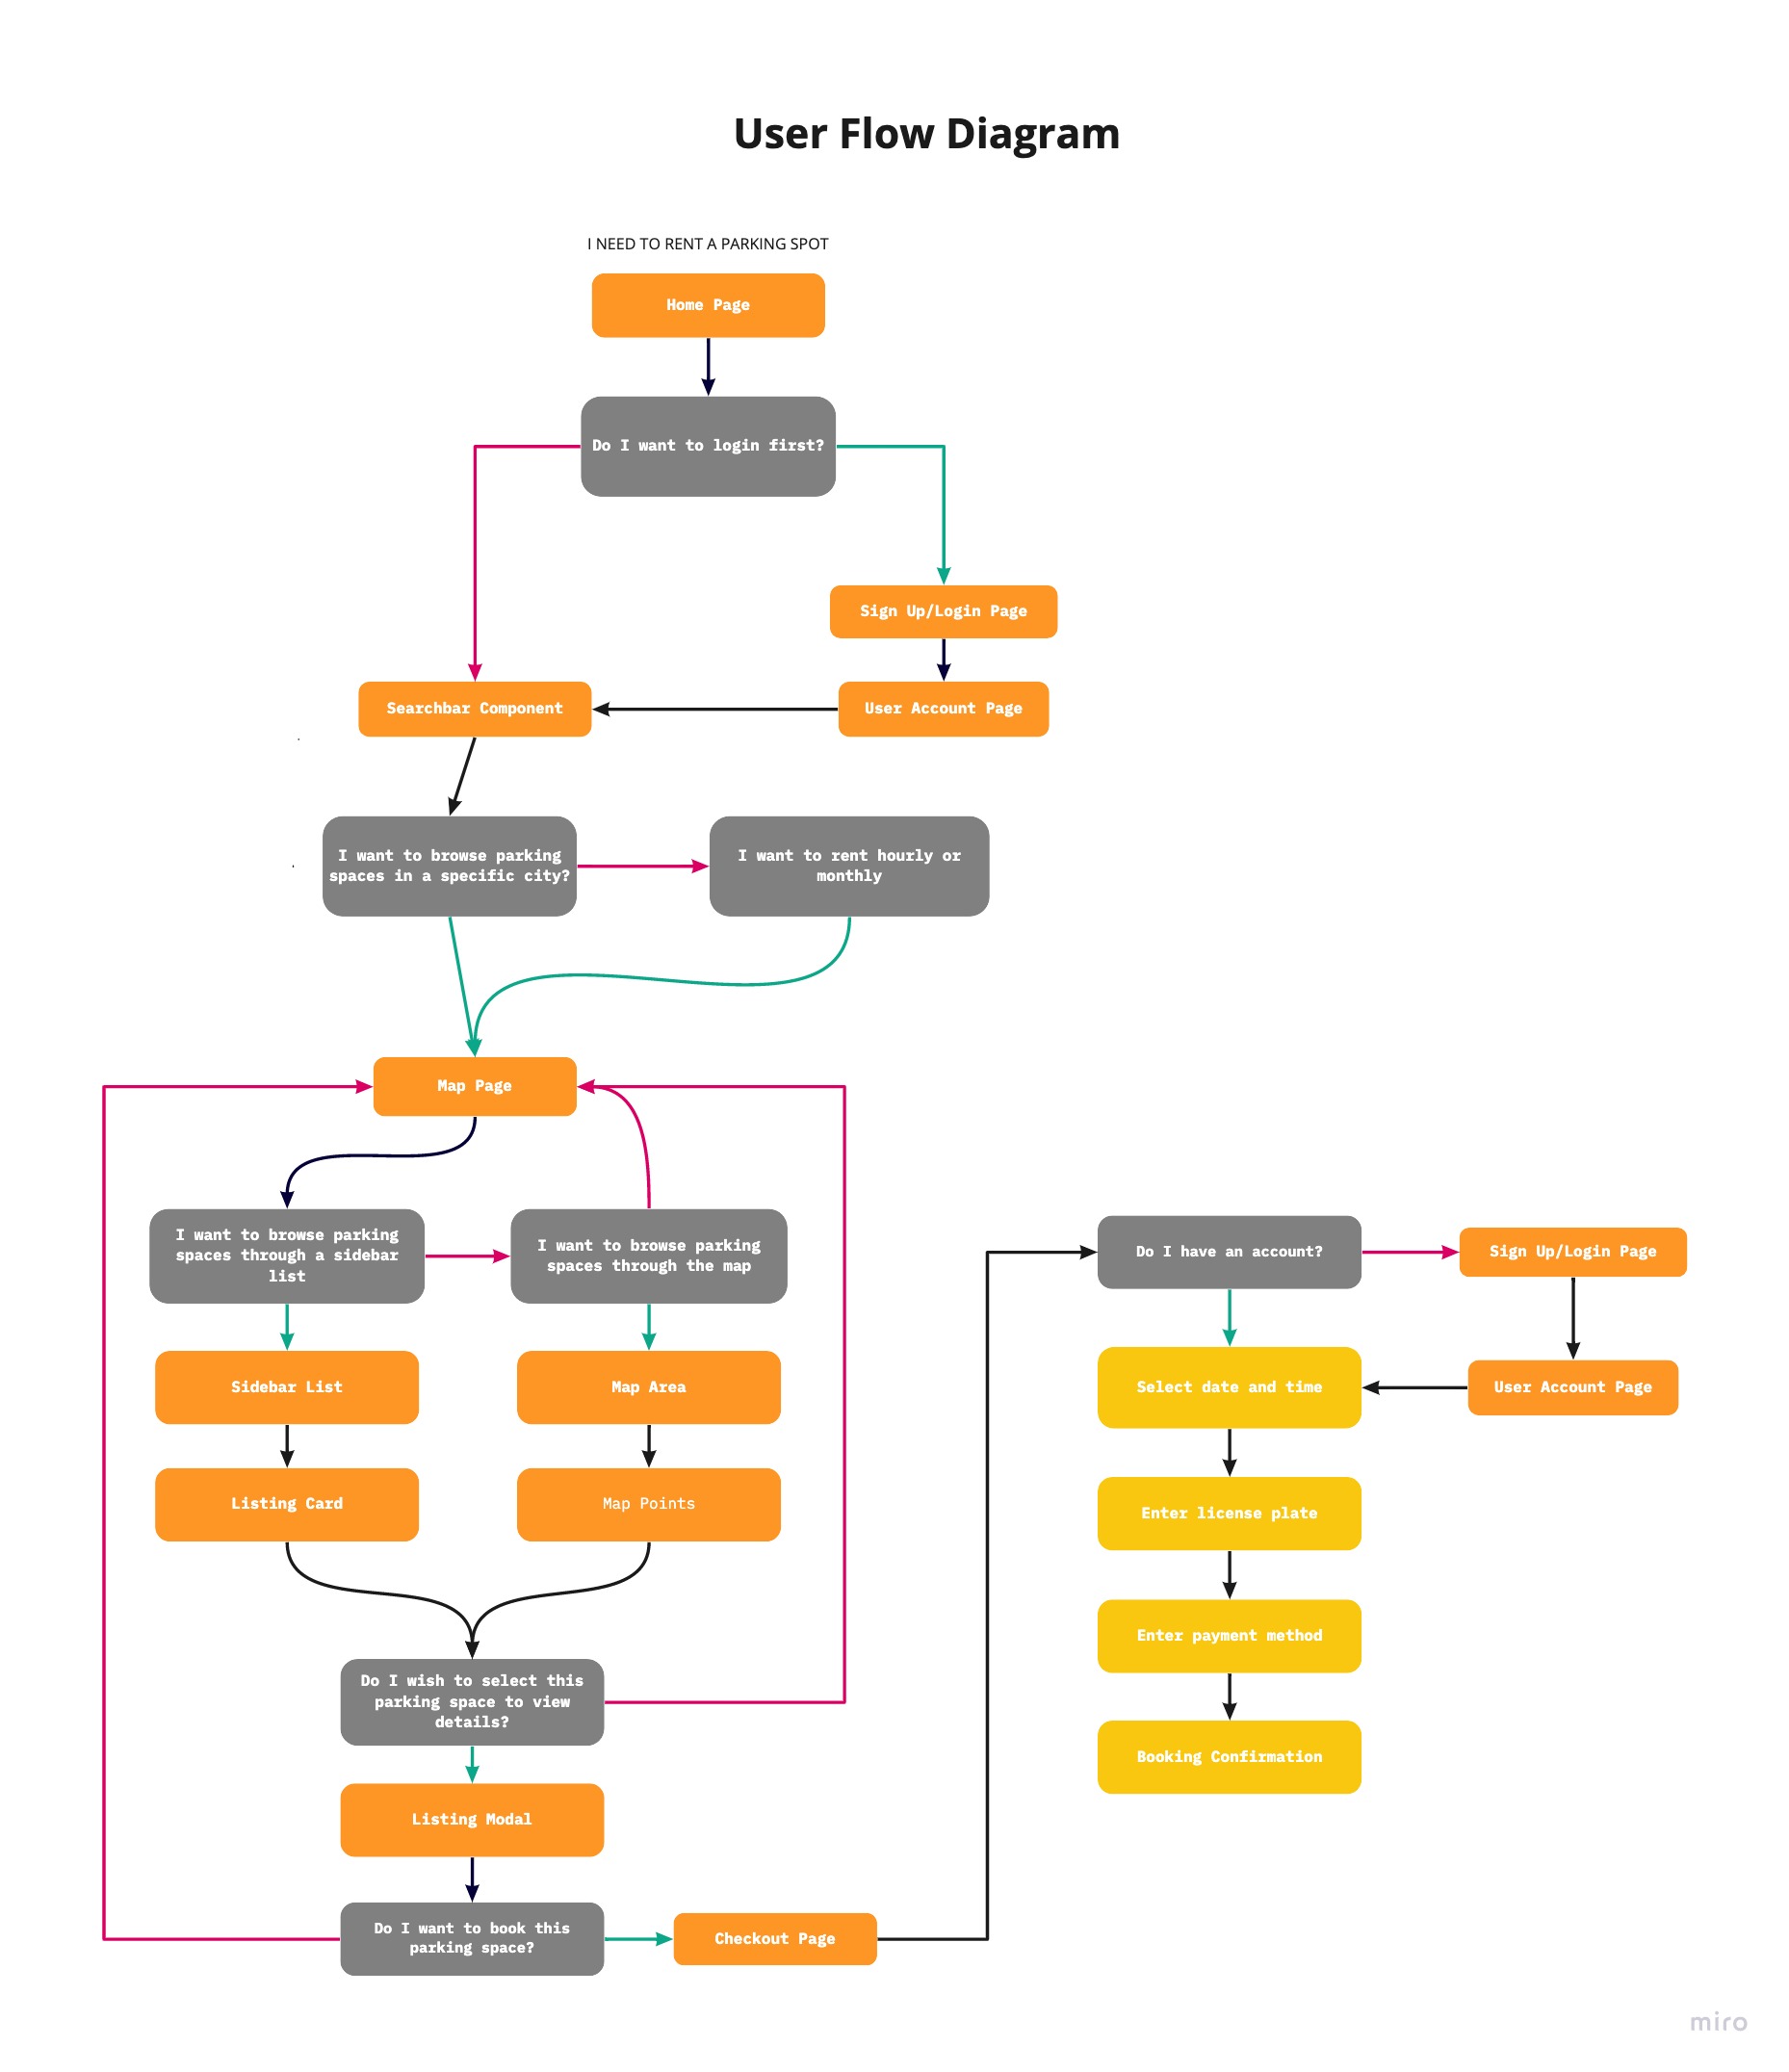 User Flow Diagram
I NEED TO RENT A PARKING SPOT
Home Page
Do I want to login first?
Sign Up/Login Page
Searchbar Component
User Account Page
I want to browse parking
spaces in a specific city?
I want to rent hourly or
monthly
Map Page
I want to browse parking
spaces through a sidebar
list
I want to browse parking
spaces through the map
Sidebar List
Map Area
Listing Card
Map Points
Do I wish to select this
parking space to view
details?
Listing Modal
Do I want to book this
parking space?
Checkout Page
Do I have an account?
Sign Up/Login Page
Select date and time
User Account Page
Enter license plate
Enter payment method
Booking Confirmation
miro